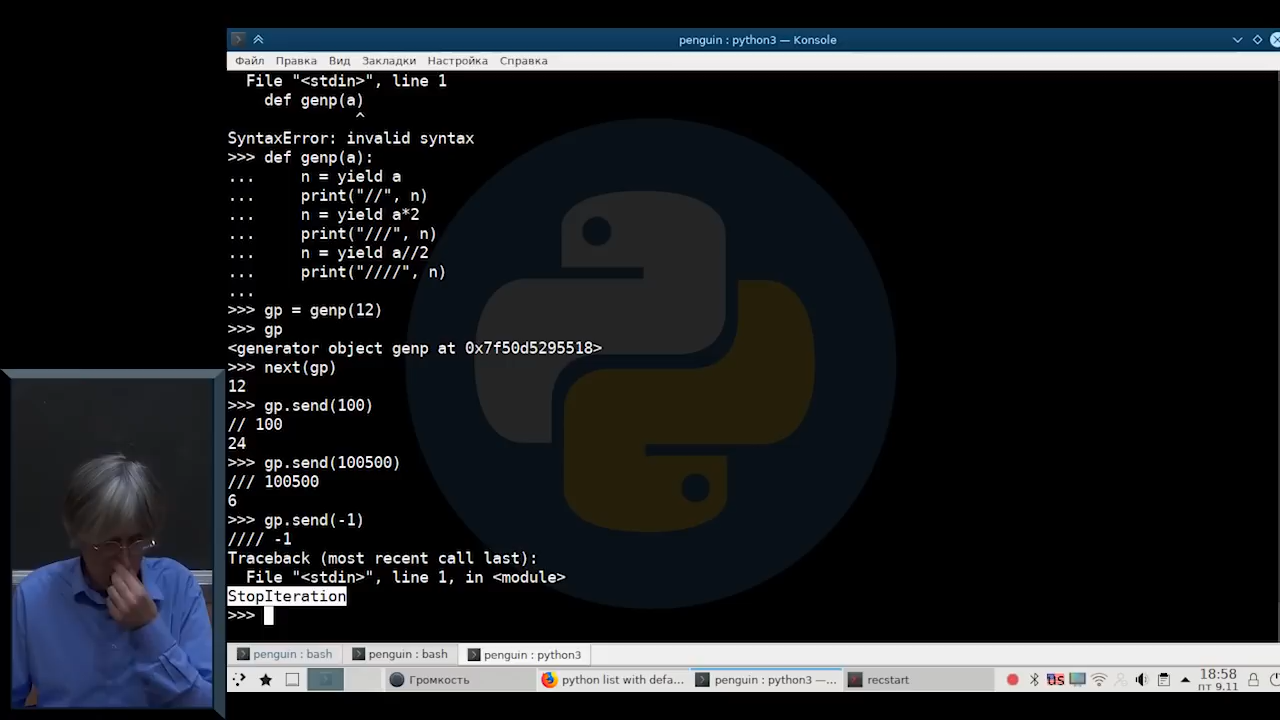 penguin : python3 — Konsole
Файл Правка Вид Закладки Настройка Справка
File "<stdin>", line 1
def genp(a)
^
SyntaxError: invalid syntax
>>> def genp(a):
... n = yield a
... print("//", n)
... n = yield a*2
... print("///", n)
... n = yield a//2
... print("////", n)
...
>>> gp = genp(12)
>>> gp
<generator object genp at 0x7f50d5295518>
>>> next(gp)
12
>>> gp.send(100)
// 100
24
>>> gp.send(100500)
/// 100500
6
>>> gp.send(-1)
//// -1
Traceback (most recent call last):
File "<stdin>", line 1, in <module>
StopIteration
>>>
penguin : bash penguin : bash penguin : python3
Громкость python list with defa... penguin : python3 —... recstart us 18:58
пт 9.11